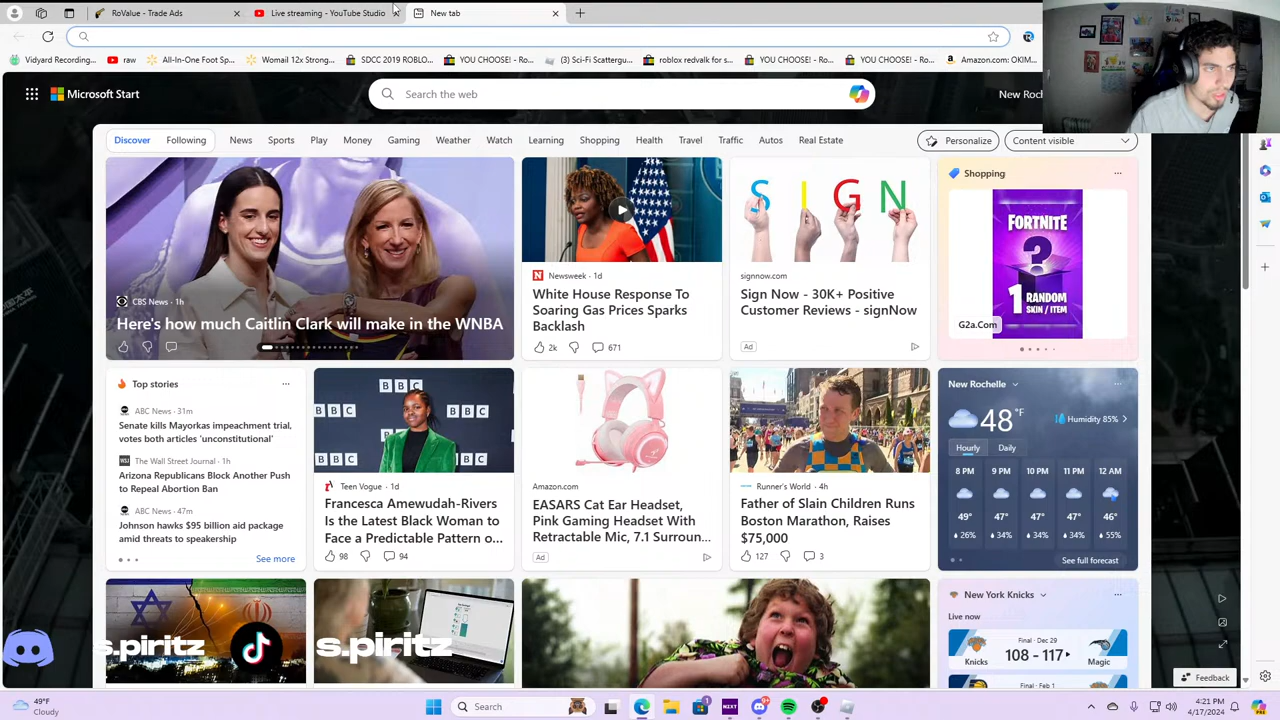 RoValue - Trade Ads
Live streaming - YouTube Studio
New tab
Vidyard Recording...
raw
All-In-One Foot Sp...
Womail 12x Strong...
SDCC 2019 ROBLO...
YOU CHOOSE! - Ro...
(3) Sci-Fi Scattergu...
roblox redvalk for s...
YOU CHOOSE! - Ro...
YOU CHOOSE! - Ro...
Amazon.com: OKIM...
Microsoft Start
Search the web
New Roche
Discover
Following
News
Sports
Play
Money
Gaming
Weather
Watch
Learning
Shopping
Health
Travel
Traffic
Autos
Real Estate
Personalize
Content visible
CBS News · 1h
Here's how much Caitlin Clark will make in the WNBA
Newsweek · 1d
White House Response To
Soaring Gas Prices Sparks
Backlash
2k
671
SIGN
signnow.com
Sign Now - 30K+ Positive
Customer Reviews - signNow
Ad
Shopping
FORTNITE
?
1 RANDOM
SKIN / ITEM
G2a.Com
Top stories
ABC News · 31m
Senate kills Mayorkas impeachment trial,
votes both articles 'unconstitutional'
The Wall Street Journal · 1h
Arizona Republicans Block Another Push
to Repeal Abortion Ban
ABC News · 47m
Johnson hawks $95 billion aid package
amid threats to speakership
See more
BBC
BBC
BBC
BBC
Teen Vogue · 1d
Francesca Amewudah-Rivers
Is the Latest Black Woman to
Face a Predictable Pattern o...
98
94
Amazon.com
EASARS Cat Ear Headset,
Pink Gaming Headset With
Retractable Mic, 7.1 Surroun...
Ad
Runner's World · 4h
Father of Slain Children Runs
Boston Marathon, Raises
$75,000
127
3
New Rochelle
48 °F
Humidity 85%
Hourly
Daily
8 PM
9 PM
10 PM
11 PM
12 AM
49°
47°
47°
47°
46°
26%
34%
34%
34%
55%
See full forecast
New York Knicks
Live now
Final · Dec 29
Knicks
108 - 117
Magic
Final · Feb 1
Feedback
s.piritz
s.piritz
49°F
Cloudy
Search
NZXT
4:21 PM
4/17/2024